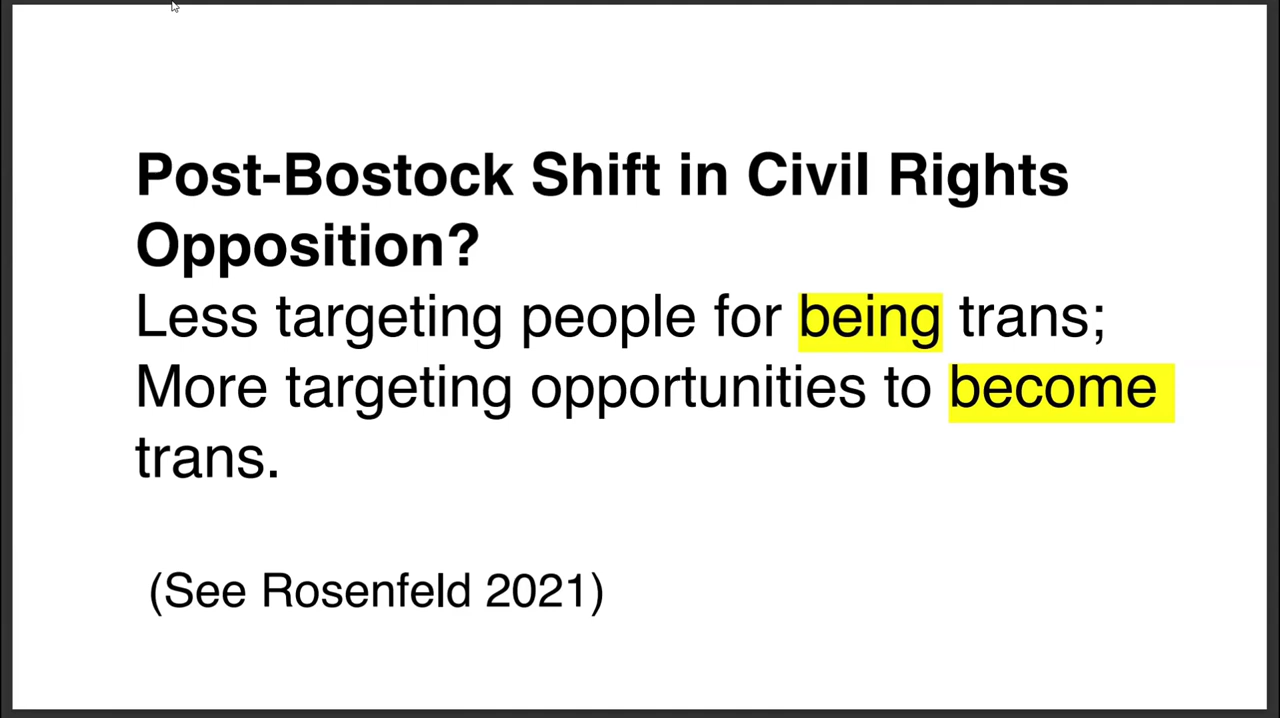 Post-Bostock Shift in Civil Rights
Opposition?
Less targeting people for being trans;
More targeting opportunities to become
trans.
(See Rosenfeld 2021)